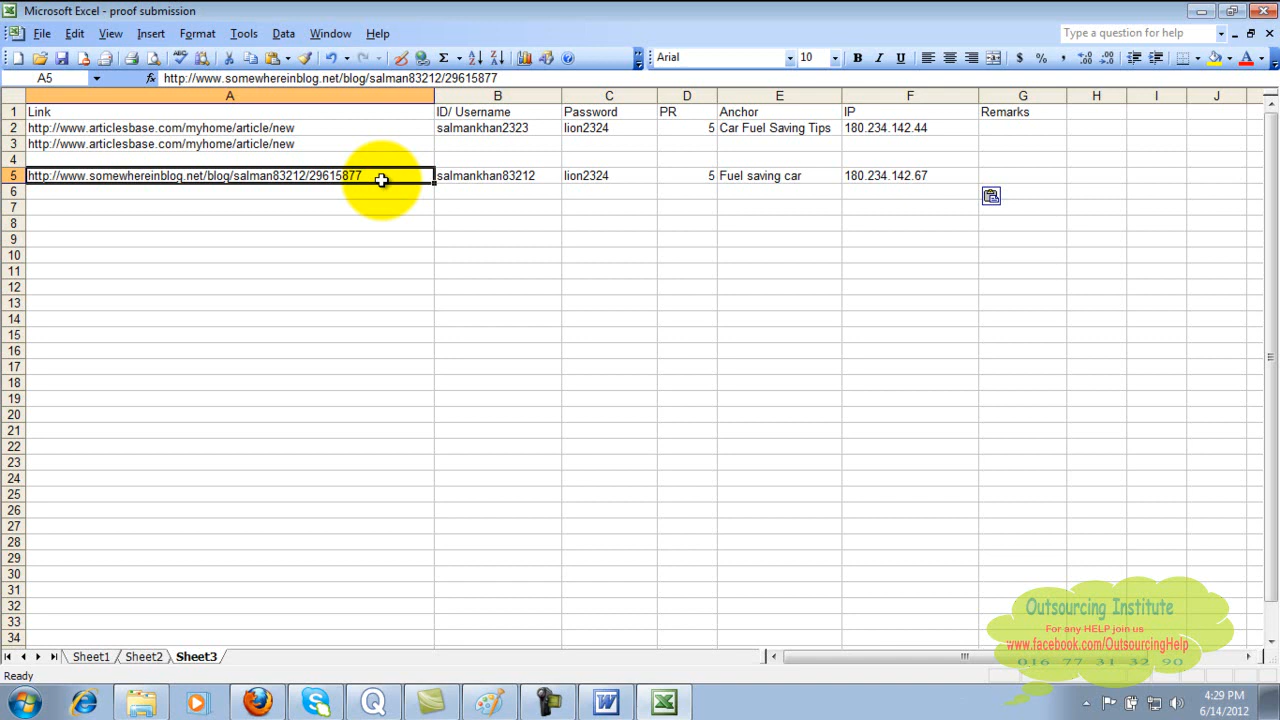 Microsoft Excel - proof submission
File Edit View Insert Format Tools Data Window Help
Type a question for help
Arial 10 B I U $ % ,
A5 fx http://www.somewhereinblog.net/blog/salman83212/29615877
A B C D E F G H I J
1 Link ID/ Username Password PR Anchor IP Remarks
2 http://www.articlesbase.com/myhome/article/new salmankhan2323 lion2324 5 Car Fuel Saving Tips 180.234.142.44
3 http://www.articlesbase.com/myhome/article/new
4
5 http://www.somewhereinblog.net/blog/salman83212/29615877 salmankhan83212 lion2324 5 Fuel saving car 180.234.142.67
6
7
8
9
10
11
12
13
14
15
16
17
18
19
20
21
22
23
24
25
26
27
28
29
30
31
32
33
34
Outsourcing Institute
For any HELP join us
www.facebook.com/OutsourcingHelp
016 77 31 32 90
Sheet1 Sheet2 Sheet3
Ready
4:29 PM
6/14/2012